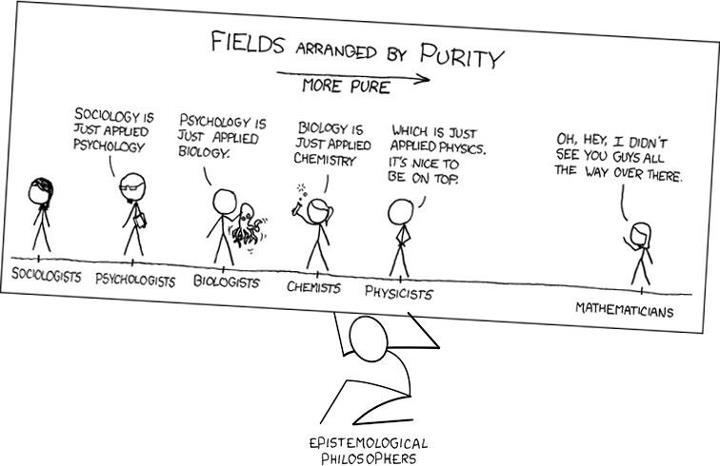 FIELDS ARRANGED BY PURITY
MORE PURE
SOCIOLOGY IS
JUST APPLIED
PSYCHOLOGY
PSYCHOLOGY IS
JUST APPLIED
BIOLOGY.
BIOLOGY IS
JUST APPLIED
CHEMISTRY
WHICH IS JUST
APPLIED PHYSICS.
IT'S NICE TO
BE ON TOP.
OH, HEY, I DIDN'T
SEE YOU GUYS ALL
THE WAY OVER THERE.
SOCIOLOGISTS
PSYCHOLOGISTS
BIOLOGISTS
CHEMISTS
PHYSICISTS
MATHEMATICIANS
EPISTEMOLOGICAL
PHILOSOPHERS